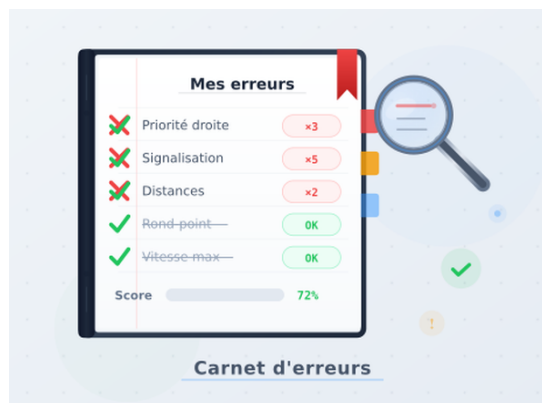 Mes erreurs
Priorité droite ×3
Signalisation ×5
Distances ×2
Rond-point OK
Vitesse max OK
Score 72%
!
Carnet d'erreurs